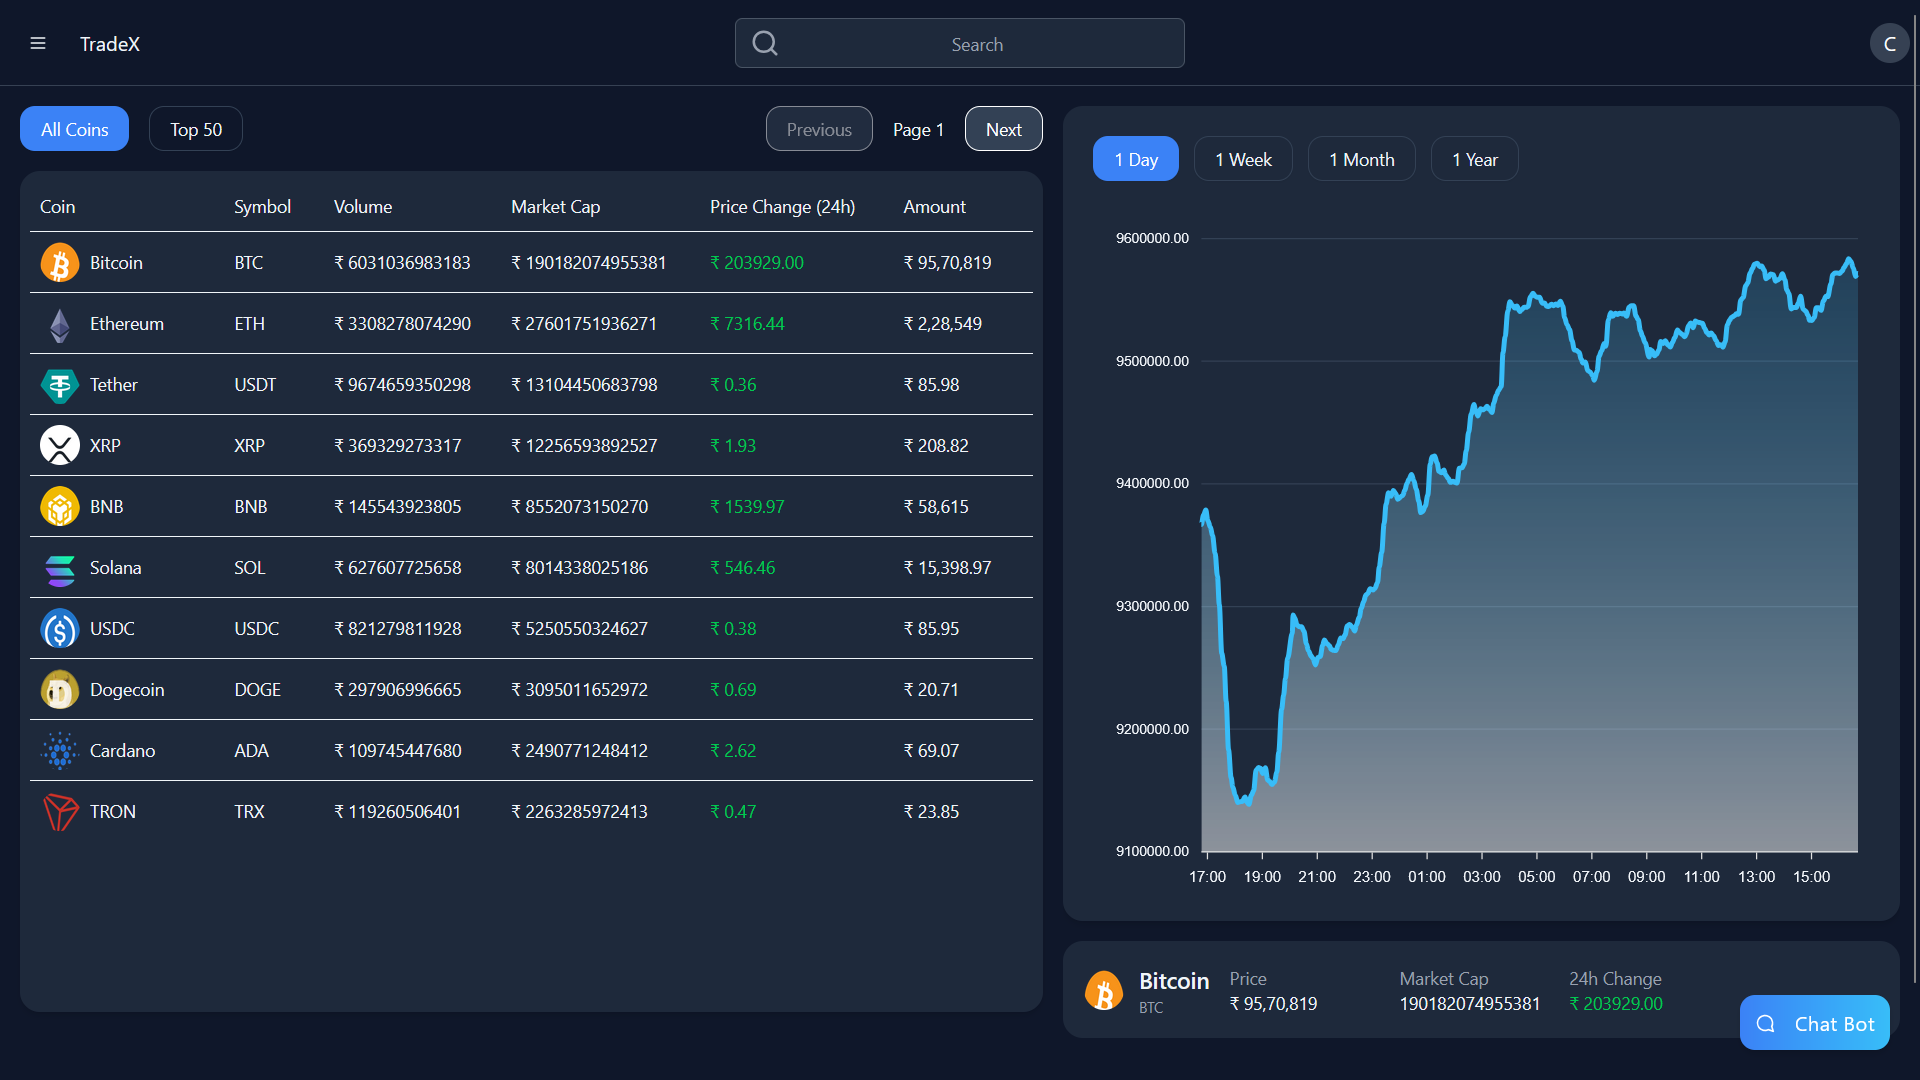 TradeX
Search
C
All Coins
Top 50
Previous
Page 1
Next
Coin Symbol Volume Market Cap Price Change (24h) Amount
Bitcoin BTC ₹ 6031036983183 ₹ 190182074955381 ₹ 203929.00 ₹ 95,70,819
Ethereum ETH ₹ 3308278074290 ₹ 27601751936271 ₹ 7316.44 ₹ 2,28,549
Tether USDT ₹ 9674659350298 ₹ 13104450683798 ₹ 0.36 ₹ 85.98
XRP XRP ₹ 369329273317 ₹ 12256593892527 ₹ 1.93 ₹ 208.82
BNB BNB ₹ 145543923805 ₹ 8552073150270 ₹ 1539.97 ₹ 58,615
Solana SOL ₹ 627607725658 ₹ 8014338025186 ₹ 546.46 ₹ 15,398.97
USDC USDC ₹ 821279811928 ₹ 5250550324627 ₹ 0.38 ₹ 85.95
Dogecoin DOGE ₹ 297906996665 ₹ 3095011652972 ₹ 0.69 ₹ 20.71
Cardano ADA ₹ 109745447680 ₹ 2490771248412 ₹ 2.62 ₹ 69.07
TRON TRX ₹ 119260506401 ₹ 2263285972413 ₹ 0.47 ₹ 23.85
1 Day
1 Week
1 Month
1 Year
9600000.00
9500000.00
9400000.00
9300000.00
9200000.00
9100000.00
17:00 19:00 21:00 23:00 01:00 03:00 05:00 07:00 09:00 11:00 13:00 15:00
Bitcoin
BTC
Price
₹ 95,70,819
Market Cap
190182074955381
24h Change
₹ 203929.00
Chat Bot